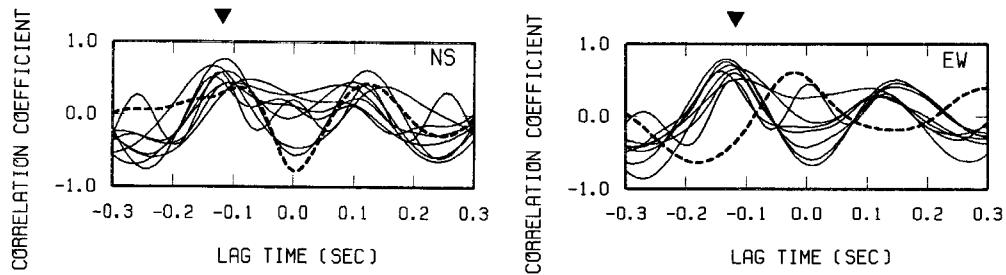 CORRELATION COEFFICIENT
1.0
0.0
-1.0
NS
-0.3 -0.2 -0.1 0.0 0.1 0.2 0.3
LAG TIME (SEC)
CORRELATION COEFFICIENT
1.0
0.0
-1.0
EW
-0.3 -0.2 -0.1 0.0 0.1 0.2 0.3
LAG TIME (SEC)